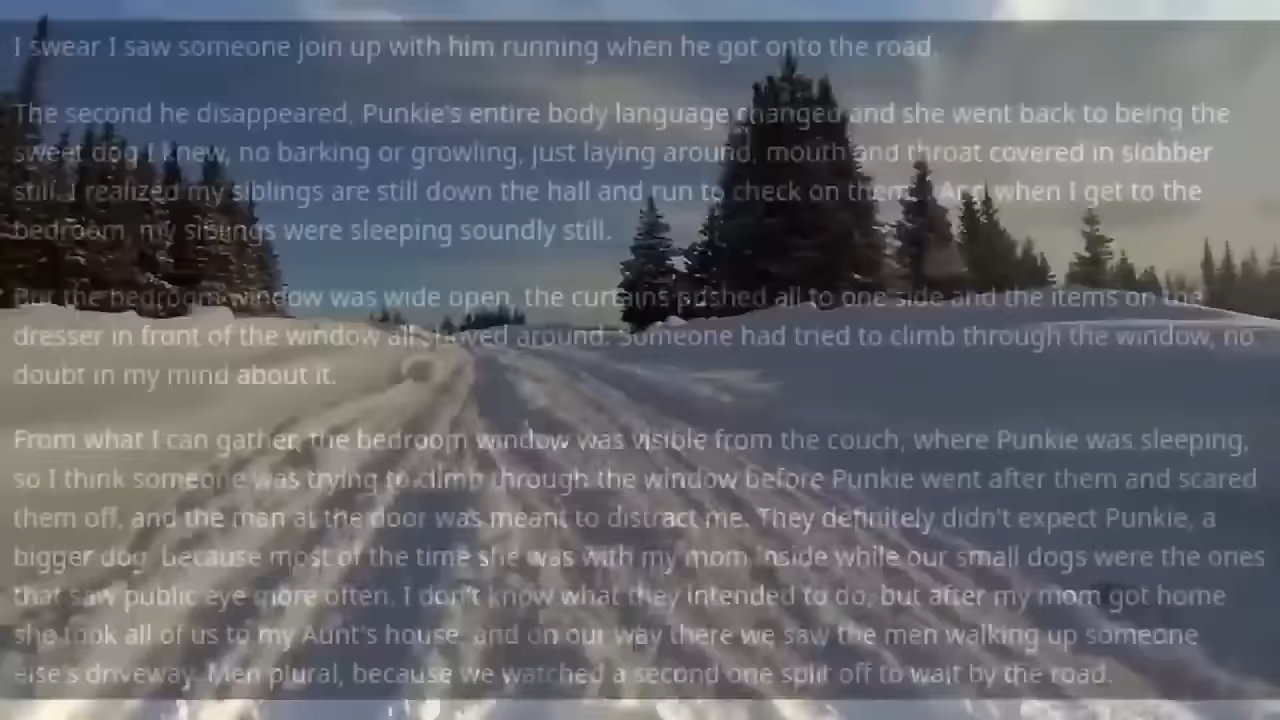 I swear I saw someone join up with him running when he got onto the road.
The second he disappeared, Punkie's entire body language changed and she went back to being the
sweet dog I knew, no barking or growling, just laying around, mouth and throat covered in slobber
still. I realized my siblings are still down the hall and run to check on them. And when I get to the
bedroom, my siblings were sleeping soundly still.
But the bedroom window was wide open, the curtains pushed all to one side and the items on the
dresser in front of the window all shoved around. Someone had tried to climb through the window, no
doubt in my mind about it.
From what I can gather, the bedroom window was visible from the couch, where Punkie was sleeping,
so I think someone was trying to climb through the window before Punkie went after them and scared
them off, and the man at the door was meant to distract me. They definitely didn't expect Punkie, a
bigger dog, because most of the time she was with my mom inside while our small dogs were the ones
that saw public eye more often. I don't know what they intended to do, but after my mom got home
she took all of us to my Aunt's house, and on our way there we saw the men walking up someone
else's driveway. Men plural, because we watched a second one split off to wait by the road.